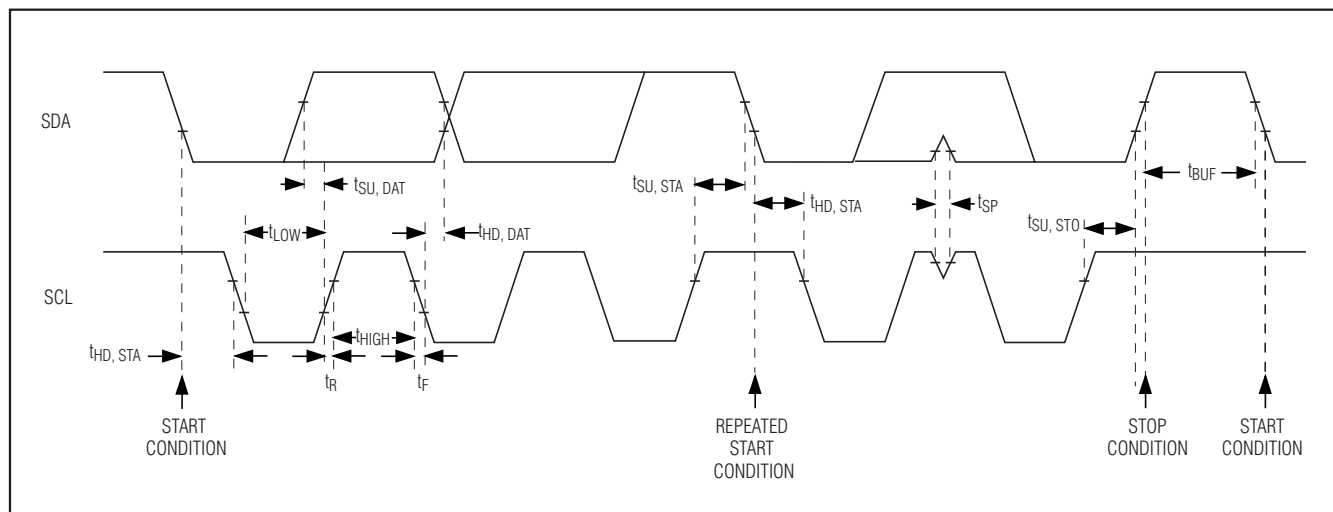 SDA
tSU, DAT
tSU, STA
tBUF
tHD, STA
tSP
tLOW
tHD, DAT
tSU, STO
SCL
tHIGH
tHD, STA
tR
tF
START
CONDITION
REPEATED
START
CONDITION
STOP
CONDITION
START
CONDITION